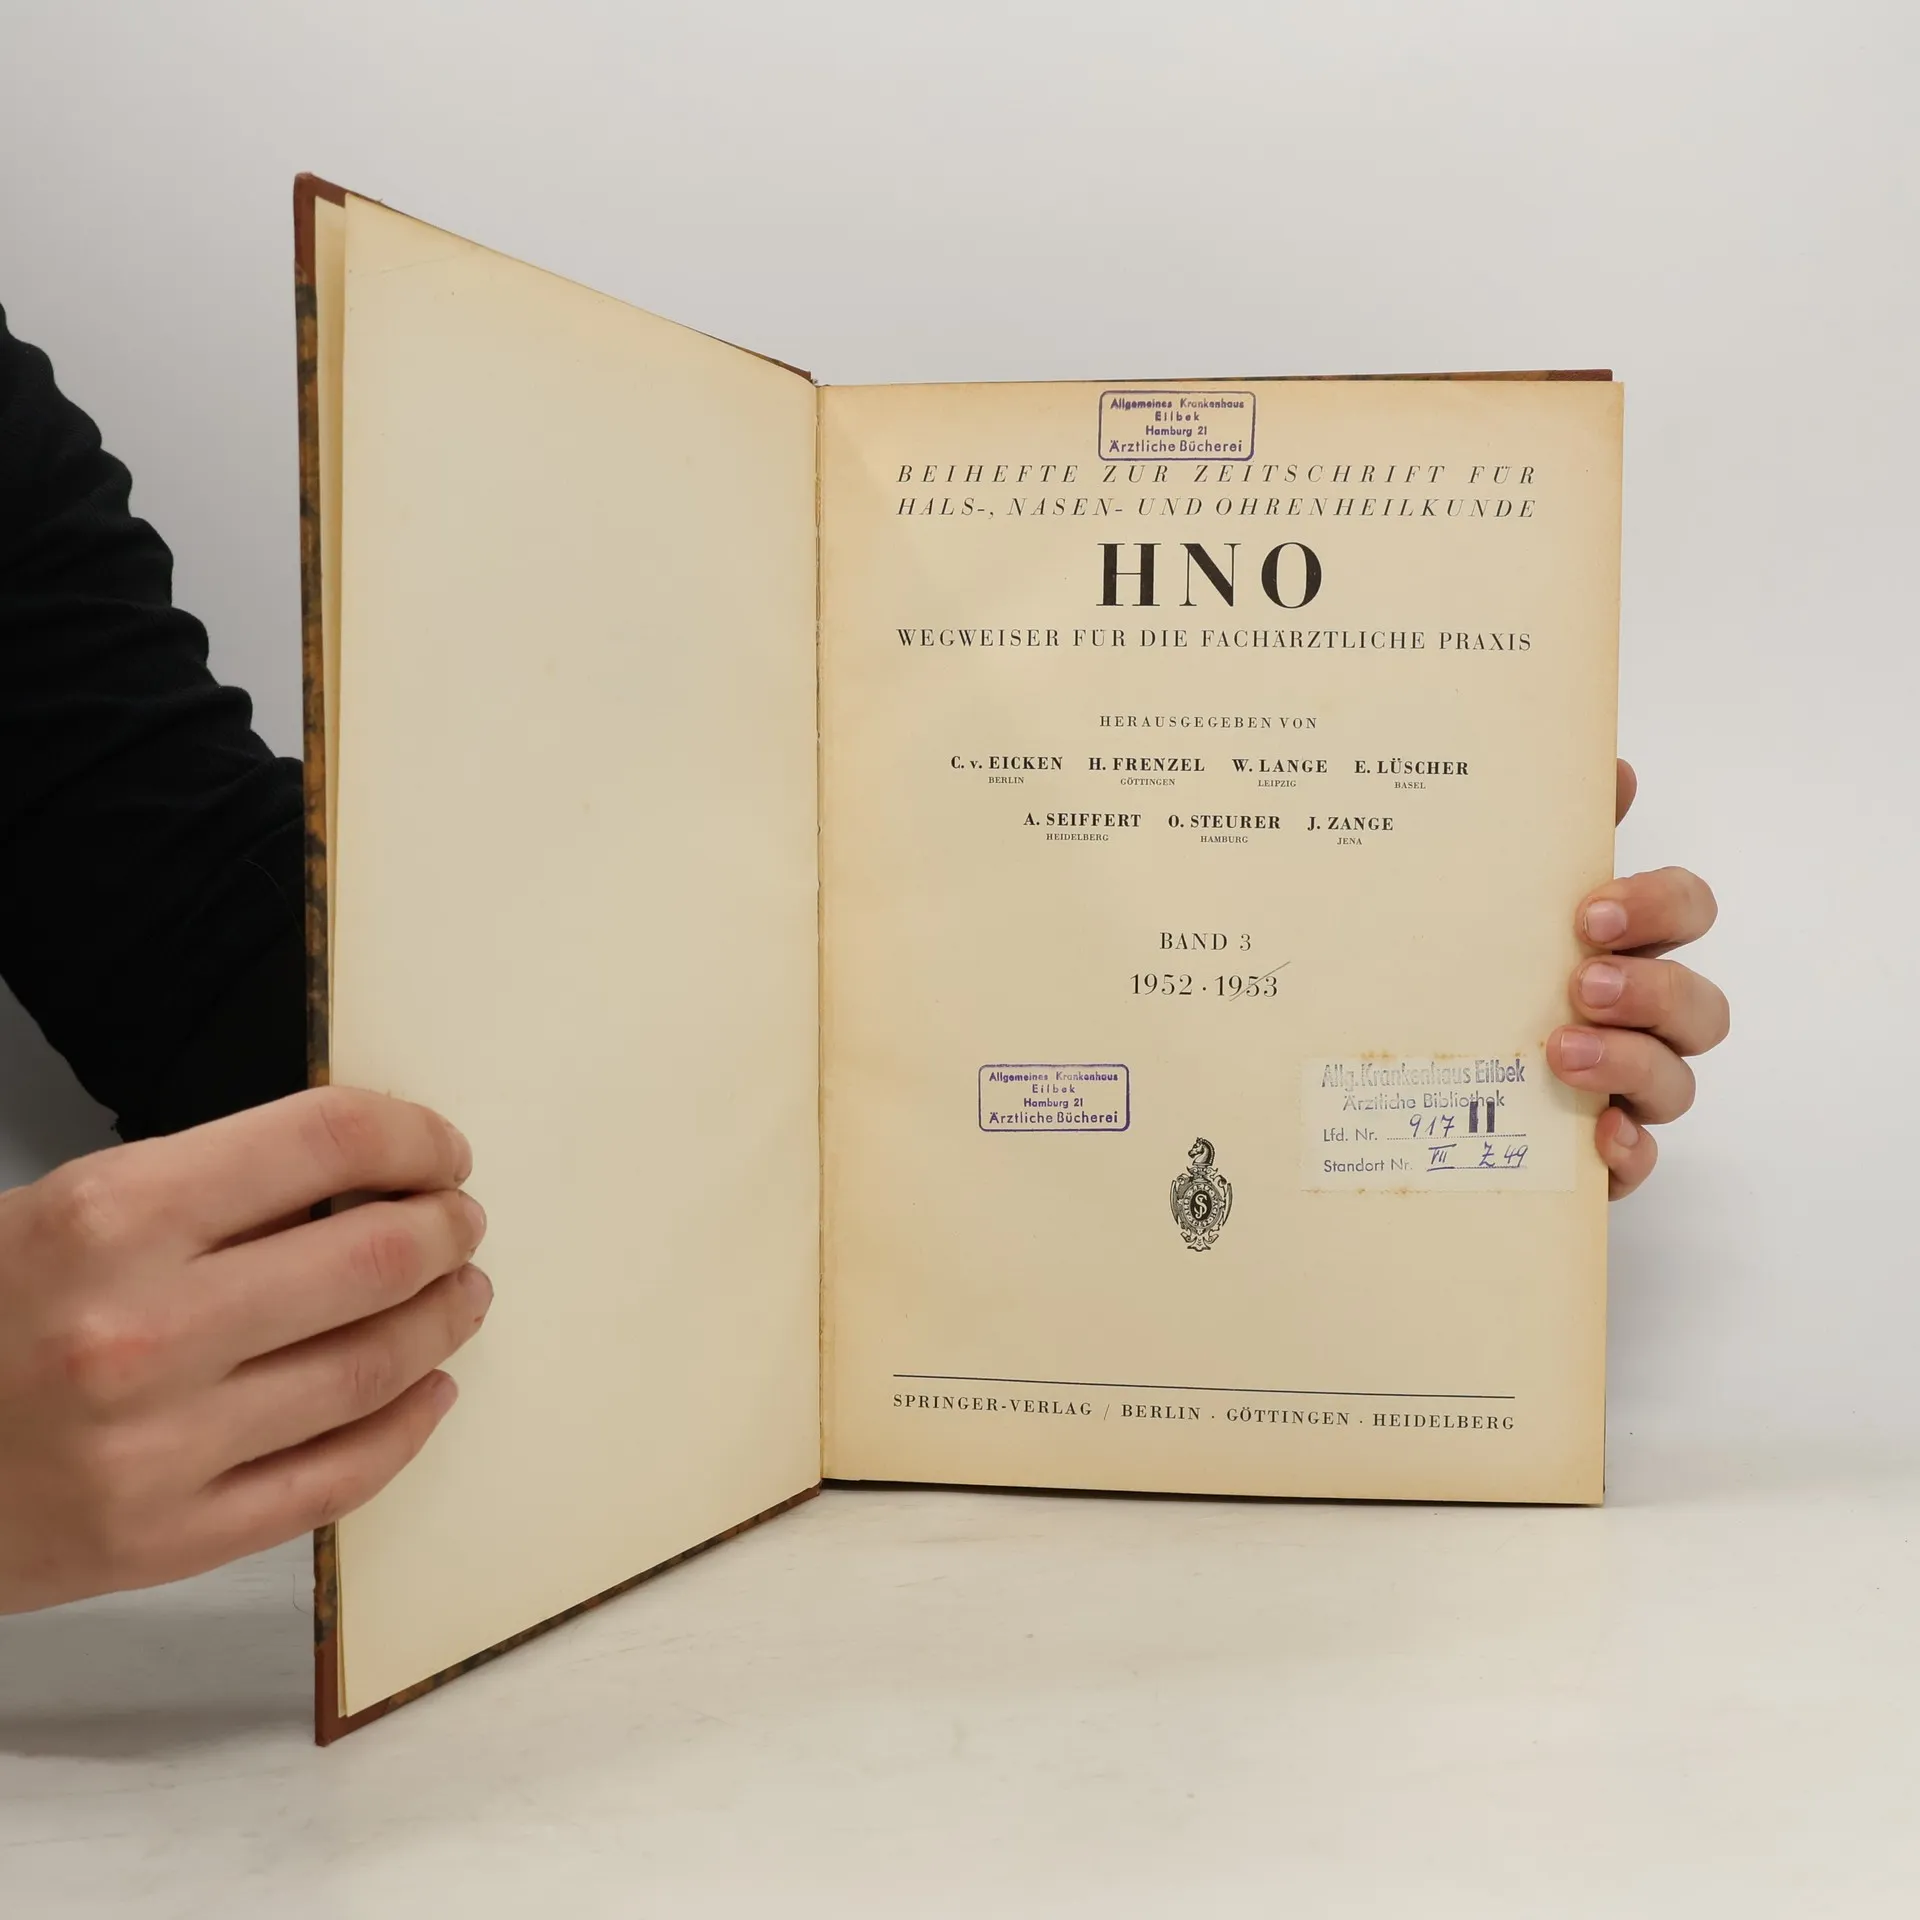 Allgemeines Krankenhaus
Eilbek
Hamburg 21
Ärztliche Bücherei
BEIHEFTE ZUR ZEITSCHRIFT FÜR
HALS-, NASEN- UND OHRENHEILKUNDE
HNO
WEGWEISER FÜR DIE FACHÄRZTLICHE PRAXIS
HERAUSGEGEBEN VON
C. v. EICKEN H. FRENZEL W. LANGE E. LÜSCHER
BERLIN GÖTTINGEN LEIPZIG BASEL
A. SEIFFERT O. STEURER J. ZANGE
HEIDELBERG HAMBURG JENA
BAND 3
1952 · 1953
Allgemeines Krankenhaus
Eilbek
Hamburg 21
Ärztliche Bücherei
Allg. Krankenhaus Eilbek
Ärztliche Bibliothek
Lfd. Nr. 917 II
Standort Nr. VII Z 49
SPRINGER-VERLAG / BERLIN · GÖTTINGEN · HEIDELBERG